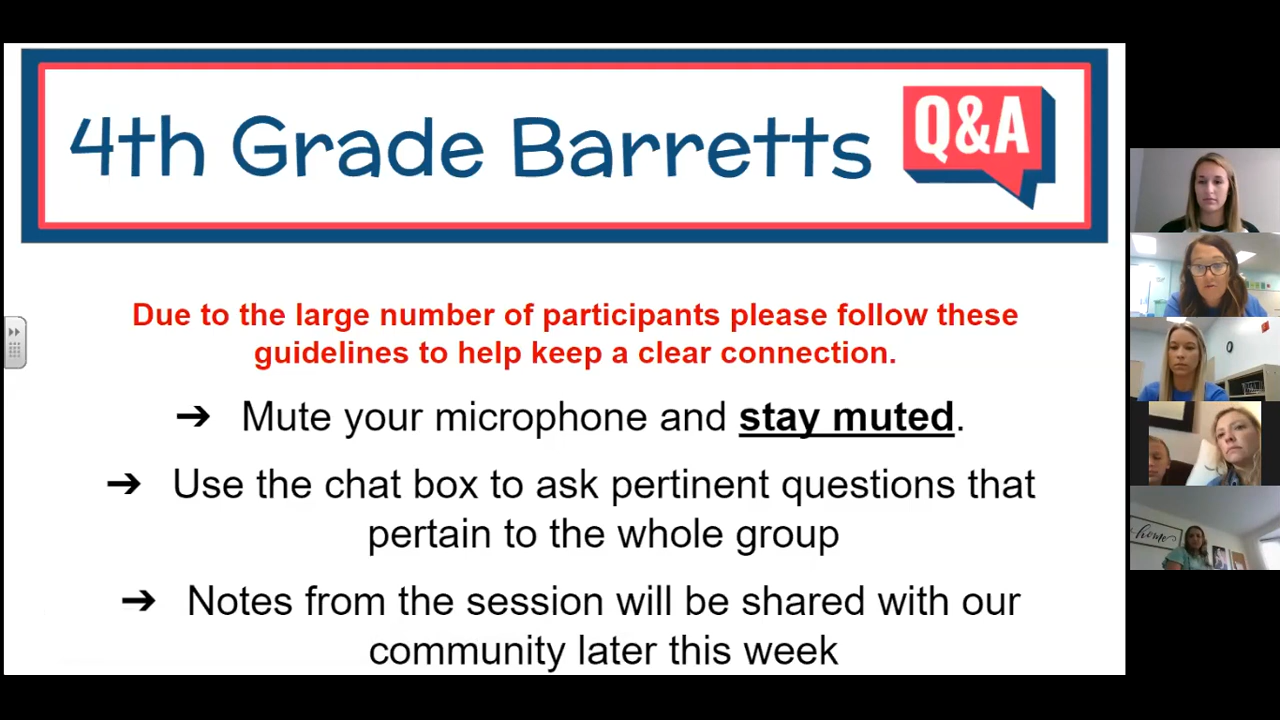 4th Grade Barretts Q&A
Due to the large number of participants please follow these
guidelines to help keep a clear connection.
➔ Mute your microphone and stay muted.
➔ Use the chat box to ask pertinent questions that
pertain to the whole group
➔ Notes from the session will be shared with our
community later this week
home